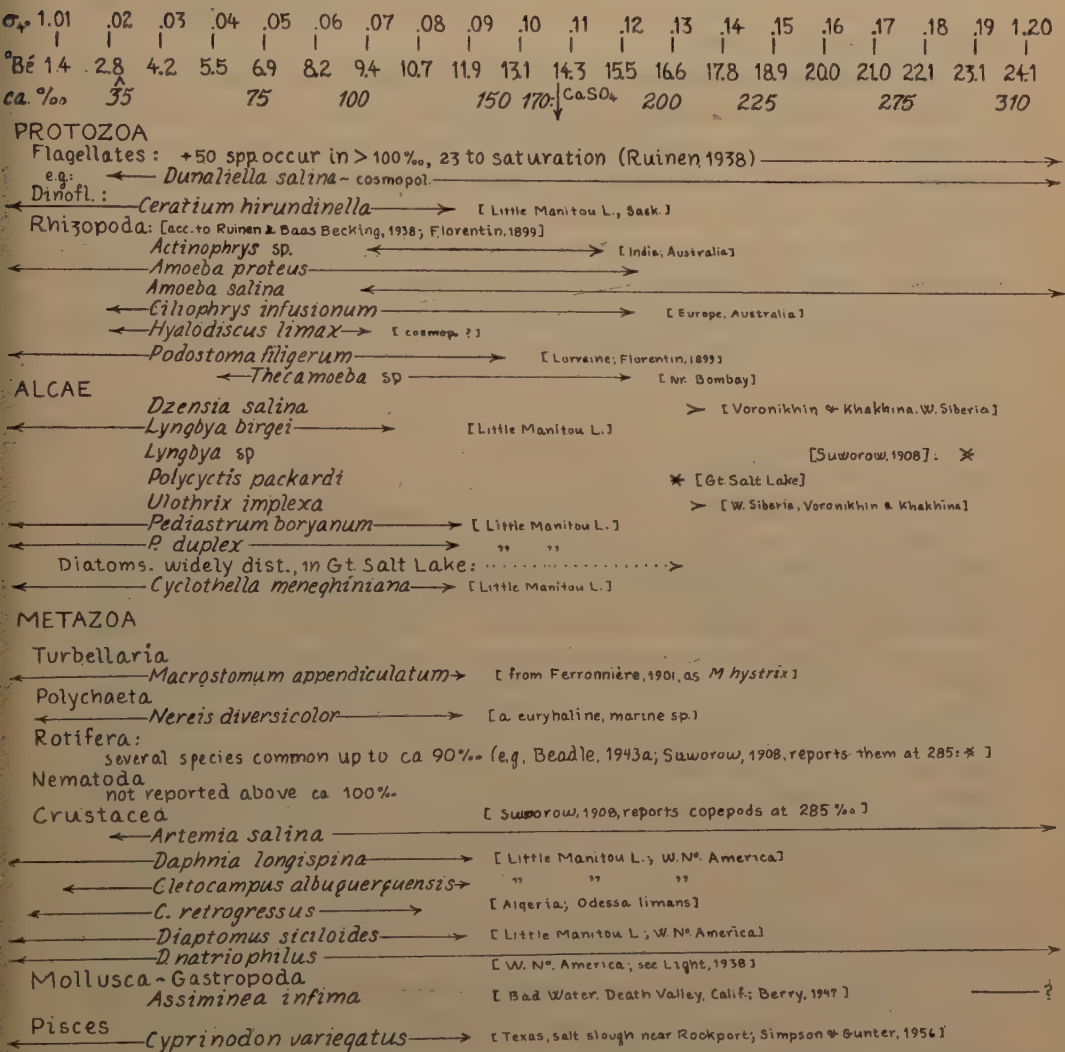 σ₄° 1.01 .02 .03 .04 .05 .06 .07 .08 .09 .10 .11 .12 .13 .14 .15 .16 .17 .18 .19 1.20
°Bé 1.4 2.8 4.2 5.5 6.9 8.2 9.4 10.7 11.9 13.1 14.3 15.5 16.6 17.8 18.9 20.0 21.0 22.1 23.1 24.1
ca. ‰ 35 75 100 150 170: CaSO₄ 200 225 275 310
PROTOZOA
Flagellates: +50 spp. occur in > 100‰, 23 to saturation (Ruinen, 1938)
e.g.: Dunaliella salina ~ cosmopol.
Dinofl.: Ceratium hirundinella [Little Manitou L., Sask.]
Rhizopoda: [acc. to Ruinen & Baas Becking, 1938; Florentin, 1899]
Actinophrys sp. [India; Australia]
Amoeba proteus
Amoeba salina
Ciliophrys infusionum [Europe, Australia]
Hyalodiscus limax [cosmop. ?]
Podostoma filigerum [Lorraine; Florentin, 1899]
Thecamoeba sp [Nr. Bombay]
ALCAE
Dzensia salina > [Voronikhin & Khakhina. W. Siberia]
Lyngbya birgei [Little Manitou L.]
Lyngbya sp [Suworow, 1908]: *
Polycyctis packardi * [Gt. Salt Lake]
Ulothrix implexa > [W. Siberia, Voronikhin & Khakhina]
Pediastrum boryanum [Little Manitou L.]
P. duplex " "
Diatoms. widely dist., in Gt. Salt Lake: ......>
Cyclothella meneghiniana [Little Manitou L.]
METAZOA
Turbellaria
Macrostomum appendiculatum [from Ferronnière, 1901, as M hystrix]
Polychaeta
Nereis diversicolor [a euryhaline, marine sp.)
Rotifera:
several species common up to ca 90‰ (e.g, Beadle, 1943a; Suworow, 1908, reports them at 285: * ]
Nematoda
not reported above ca 100‰
Crustacea [Suworow, 1908, reports copepods at 285 ‰]
Artemia salina
Daphnia longispina [Little Manitou L.; W. Nº. America]
Cletocampus albuquerquensis " " "
C. retrogressus [Algeria; Odessa limans]
Diaptomus siciloides [Little Manitou L.; W. Nº. America]
D. natriophilus [W. Nº. America; see Light, 1938]
Mollusca ~ Gastropoda
Assiminea infima [Bad Water. Death Valley, Calif.; Berry, 1947] ?
Pisces
Cyprinodon variegatus [Texas, salt slough near Rockport; Simpson & Gunter, 1956]